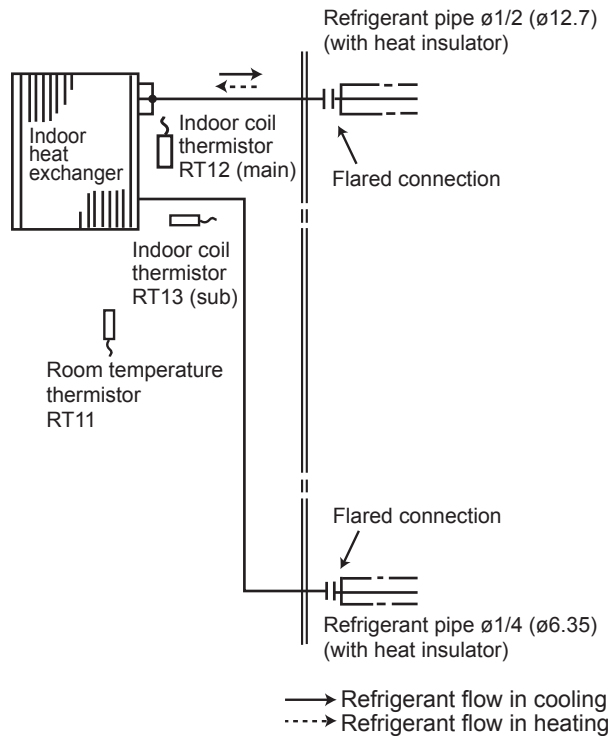 Refrigerant pipe ø1/2 (ø12.7)
(with heat insulator)
Indoor
heat
exchanger
Indoor coil
thermistor
RT12 (main)
Flared connection
Indoor coil
thermistor
RT13 (sub)
Room temperature
thermistor
RT11
Flared connection
Refrigerant pipe ø1/4 (ø6.35)
(with heat insulator)
Refrigerant flow in cooling
Refrigerant flow in heating